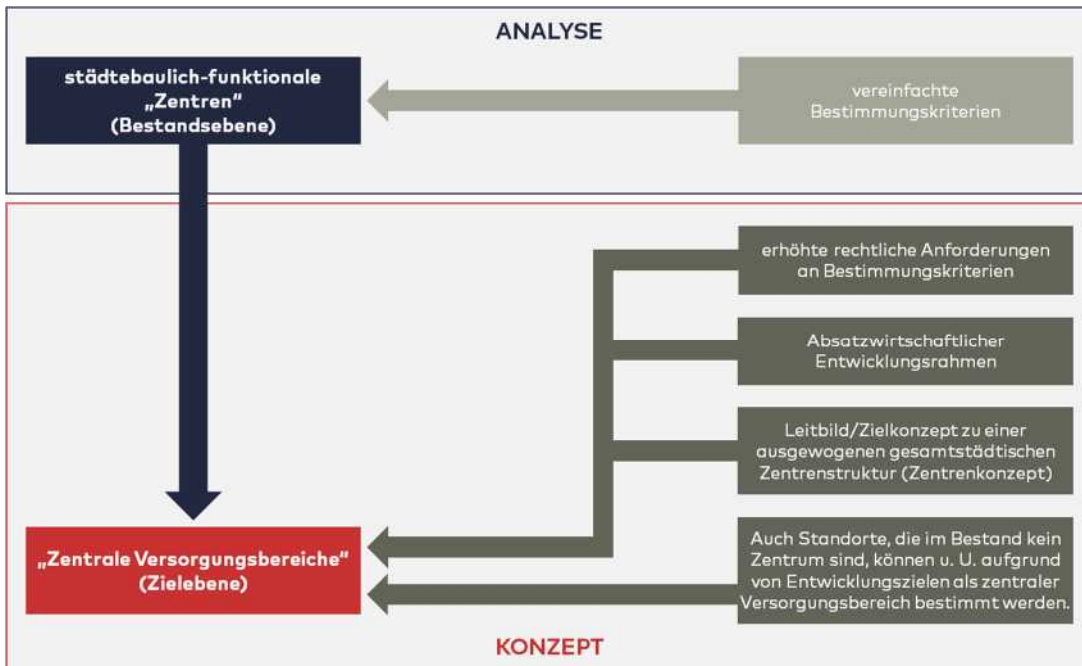 ANALYSE
städtebaulich-funktionale
„Zentren"
(Bestandsebene)
vereinfachte
Bestimmungskriterien
erhöhte rechtliche Anforderungen
an Bestimmungskriterien
Absatzwirtschaftlicher
Entwicklungsrahmen
Leitbild/Zielkonzept zu einer
ausgewogenen gesamtstädtischen
Zentrenstruktur (Zentrenkonzept)
„Zentrale Versorgungsbereiche"
(Zielebene)
Auch Standorte, die im Bestand kein
Zentrum sind, können u. U. aufgrund
von Entwicklungszielen als zentraler
Versorgungsbereich bestimmt werden.
KONZEPT